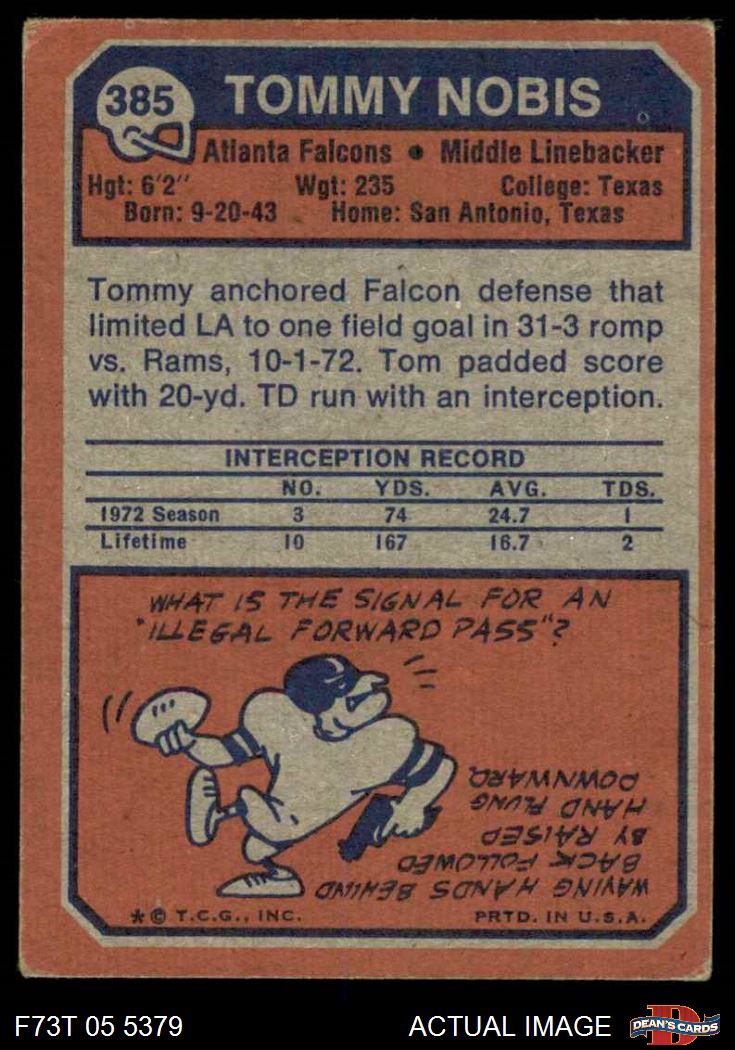 385
TOMMY NOBIS
Atlanta Falcons • Middle Linebacker
Hgt: 6'2" Wgt: 235 College: Texas
Born: 9-20-43 Home: San Antonio, Texas
Tommy anchored Falcon defense that
limited LA to one field goal in 31-3 romp
vs. Rams, 10-1-72. Tom padded score
with 20-yd. TD run with an interception.
INTERCEPTION RECORD
NO. YDS. AVG. TDS.
1972 Season 3 74 24.7 1
Lifetime 10 167 16.7 2
WHAT IS THE SIGNAL FOR AN
"ILLEGAL FORWARD PASS"?
WAVING HANDS BEHIND
BACK FOLLOWED
BY RAISED
HAND FLUNG
DOWNWARD.
* © T.C.G., INC. PRTD. IN U.S.A.
F73T 05 5379 ACTUAL IMAGE
D
DEAN'S CARDS